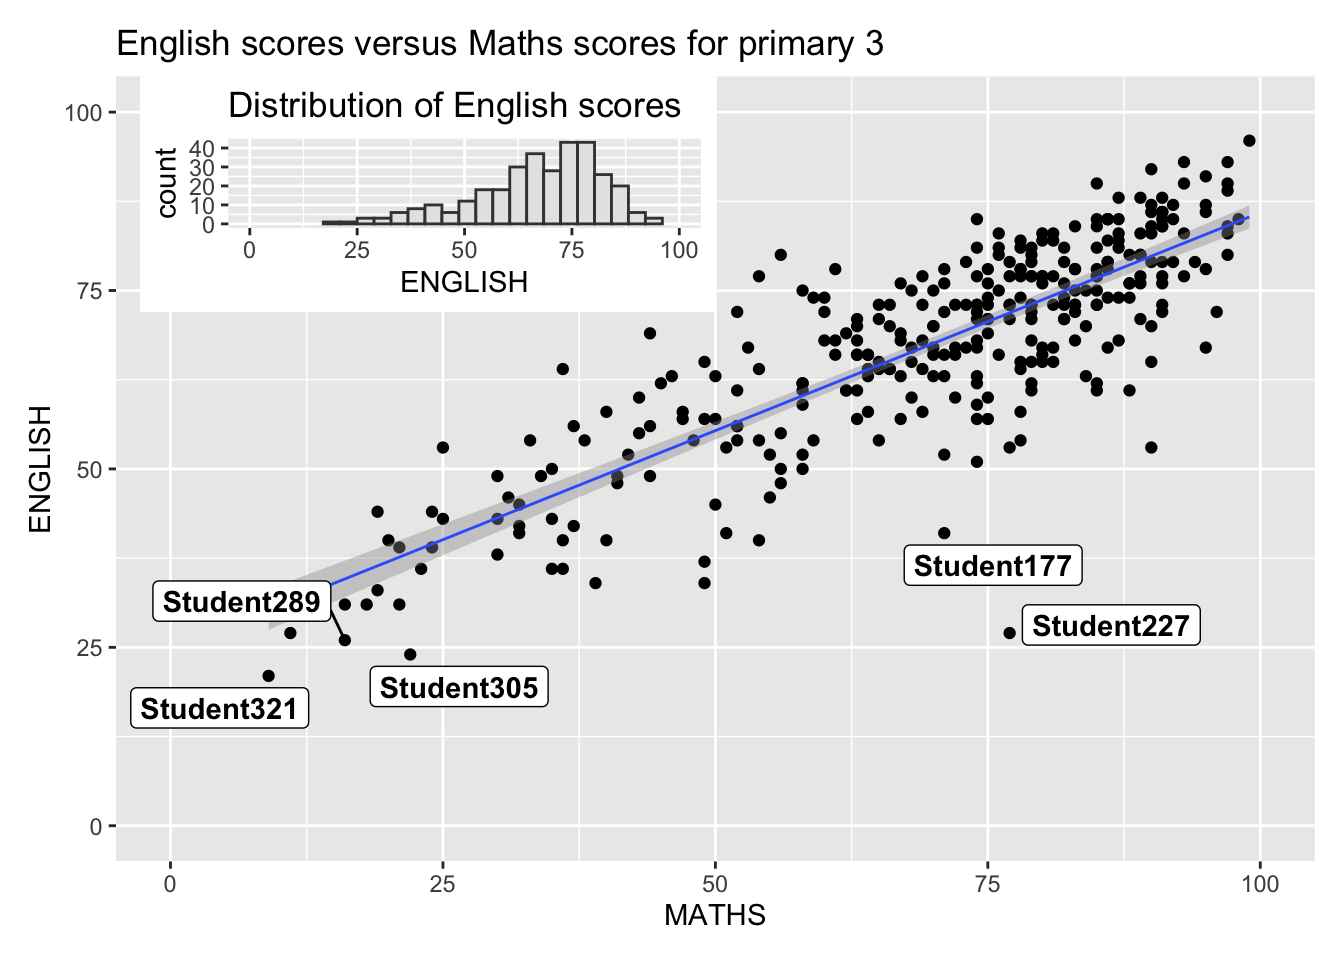 English scores versus Maths scores for primary 3
Distribution of English scores
count
40
30
20
10
0
0 25 50 75 100
ENGLISH
ENGLISH
100
75
50
25
0
Student177
Student289
Student227
Student305
Student321
0 25 50 75 100
MATHS